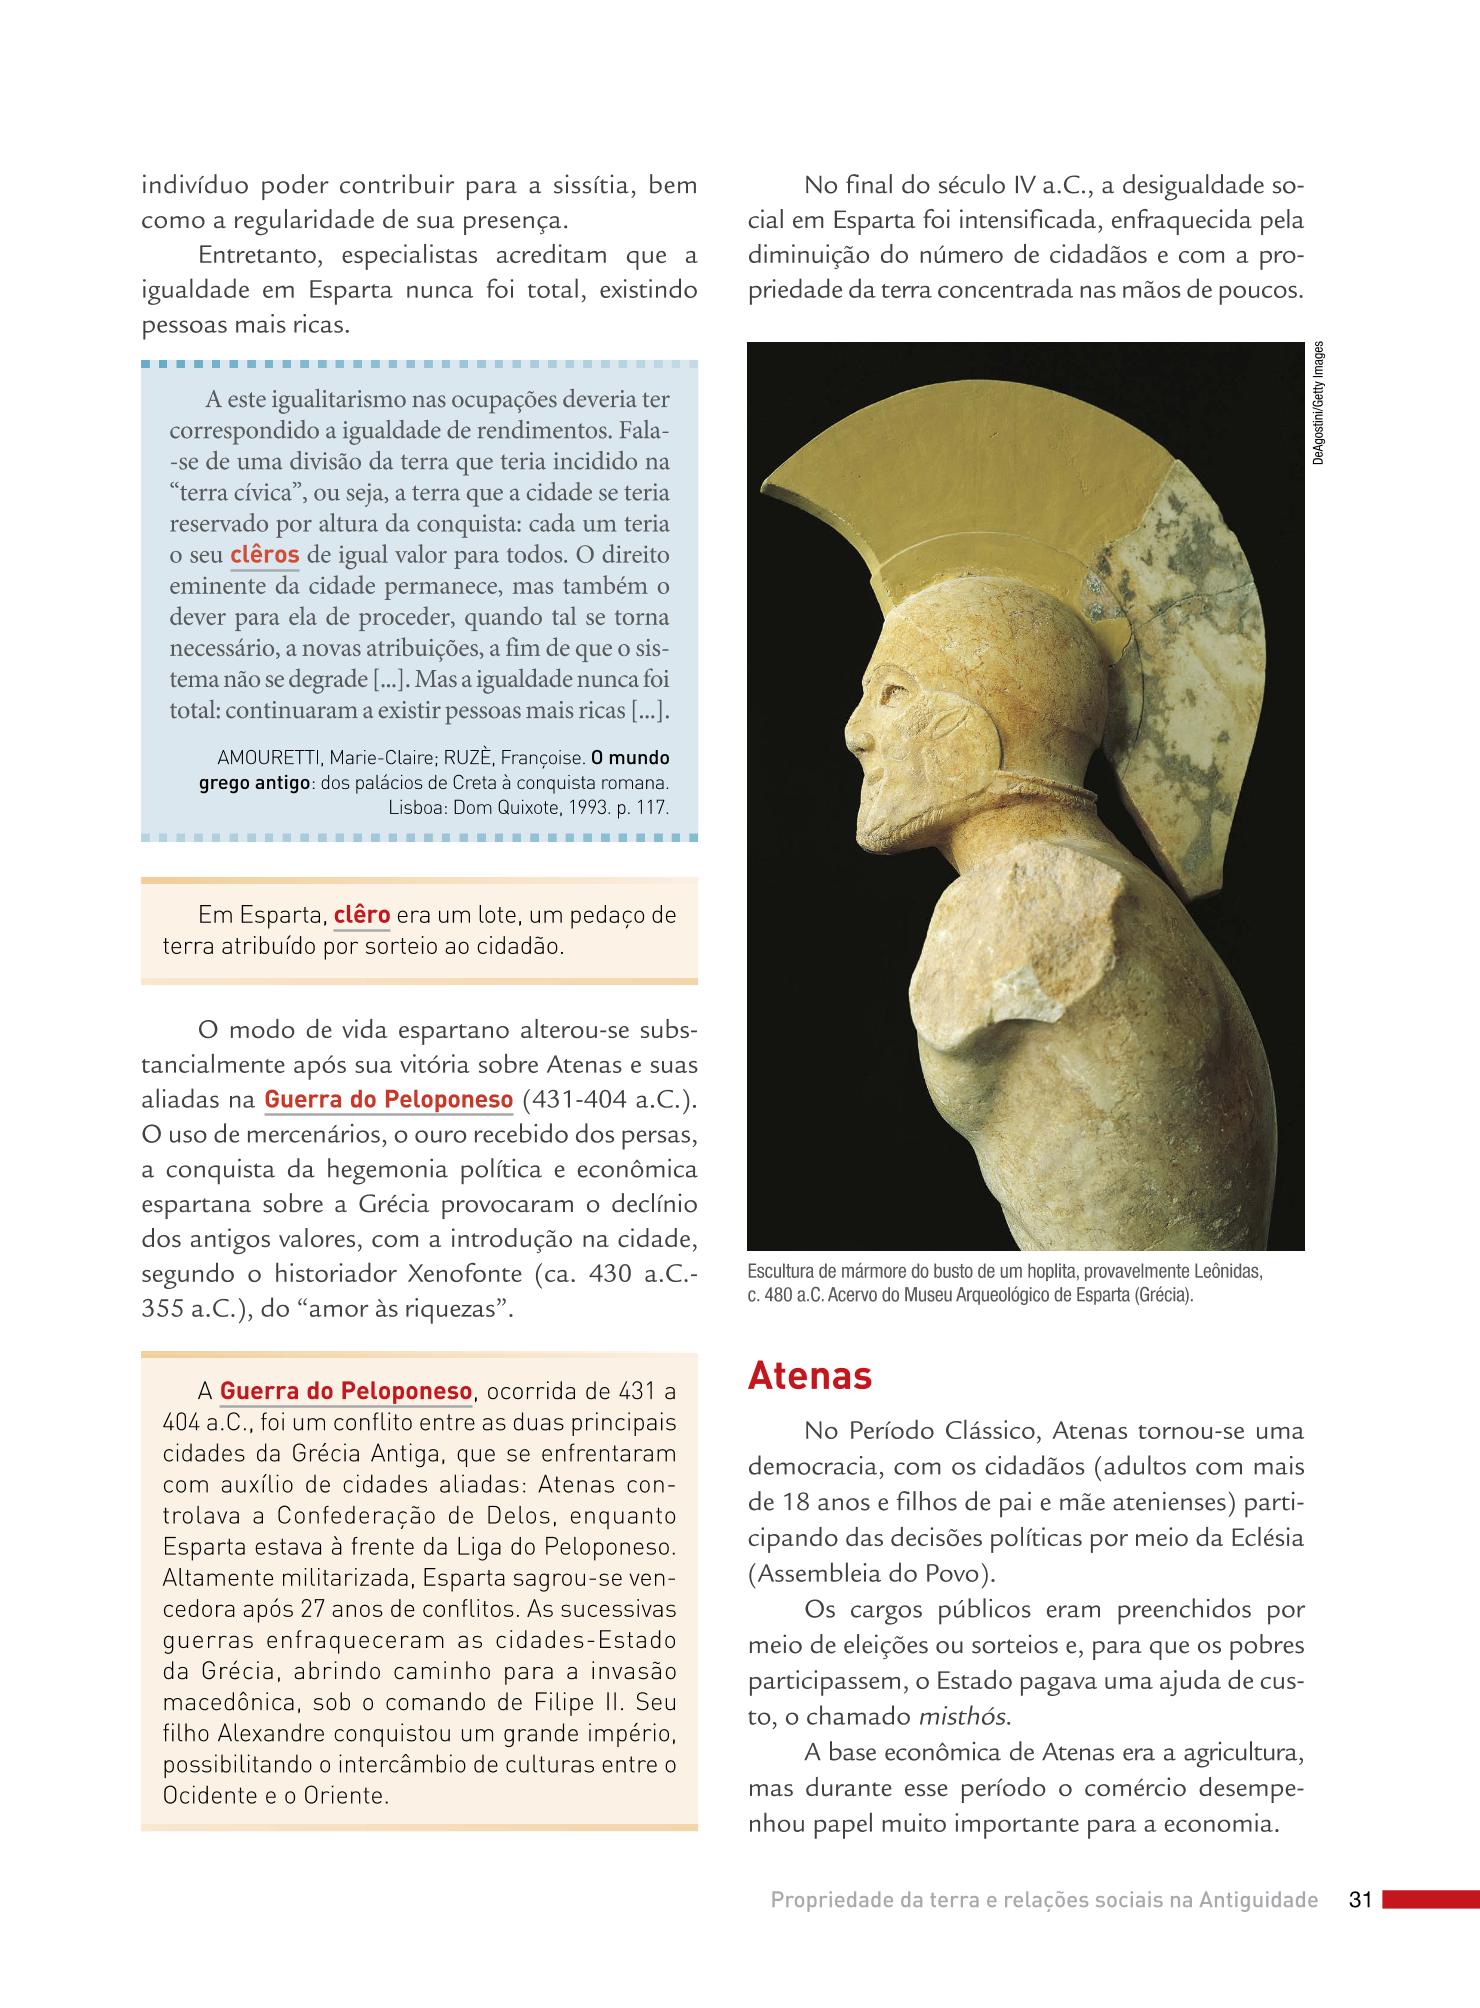 indivíduo poder contribuir para a sissítia, bem
como a regularidade de sua presença.
Entretanto, especialistas acreditam que a
igualdade em Esparta nunca foi total, existindo
pessoas mais ricas.
A este igualitarismo nas ocupações deveria ter
correspondido a igualdade de rendimentos. Fala-
-se de uma divisão da terra que teria incidido na
“terra cívica”, ou seja, a terra que a cidade se teria
reservado por altura da conquista: cada um teria
o seu clêros de igual valor para todos. O direito
eminente da cidade permanece, mas também o
dever para ela de proceder, quando tal se torna
necessário, a novas atribuições, a fim de que o sis-
tema não se degrade [...]. Mas a igualdade nunca foi
total: continuaram a existir pessoas mais ricas [...].
AMOURETTI, Marie-Claire; RUZÈ, Françoise. O mundo
grego antigo: dos palácios de Creta à conquista romana.
Lisboa: Dom Quixote, 1993. p. 117.
Em Esparta, clêro era um lote, um pedaço de
terra atribuído por sorteio ao cidadão.
O modo de vida espartano alterou-se subs-
tancialmente após sua vitória sobre Atenas e suas
aliadas na Guerra do Peloponeso (431-404 a.C.).
O uso de mercenários, o ouro recebido dos persas,
a conquista da hegemonia política e econômica
espartana sobre a Grécia provocaram o declínio
dos antigos valores, com a introdução na cidade,
segundo o historiador Xenofonte (ca. 430 a.C.-
355 a.C.), do “amor às riquezas”.
A Guerra do Peloponeso, ocorrida de 431 a
404 a.C., foi um conflito entre as duas principais
cidades da Grécia Antiga, que se enfrentaram
com auxílio de cidades aliadas: Atenas con-
trolava a Confederação de Delos, enquanto
Esparta estava à frente da Liga do Peloponeso.
Altamente militarizada, Esparta sagrou-se ven-
cedora após 27 anos de conflitos. As sucessivas
guerras enfraqueceram as cidades-Estado
da Grécia, abrindo caminho para a invasão
macedônica, sob o comando de Filipe II. Seu
filho Alexandre conquistou um grande império,
possibilitando o intercâmbio de culturas entre o
Ocidente e o Oriente.
No final do século IV a.C., a desigualdade so-
cial em Esparta foi intensificada, enfraquecida pela
diminuição do número de cidadãos e com a pro-
priedade da terra concentrada nas mãos de poucos.
DeAgostini/Getty Images
Escultura de mármore do busto de um hoplita, provavelmente Leônidas,
c. 480 a.C. Acervo do Museu Arqueológico de Esparta (Grécia).
Atenas
No Período Clássico, Atenas tornou-se uma
democracia, com os cidadãos (adultos com mais
de 18 anos e filhos de pai e mãe atenienses) parti-
cipando das decisões políticas por meio da Eclésia
(Assembleia do Povo).
Os cargos públicos eram preenchidos por
meio de eleições ou sorteios e, para que os pobres
participassem, o Estado pagava uma ajuda de cus-
to, o chamado misthós.
A base econômica de Atenas era a agricultura,
mas durante esse período o comércio desempe-
nhou papel muito importante para a economia.
Propriedade da terra e relações sociais na Antiguidade 31